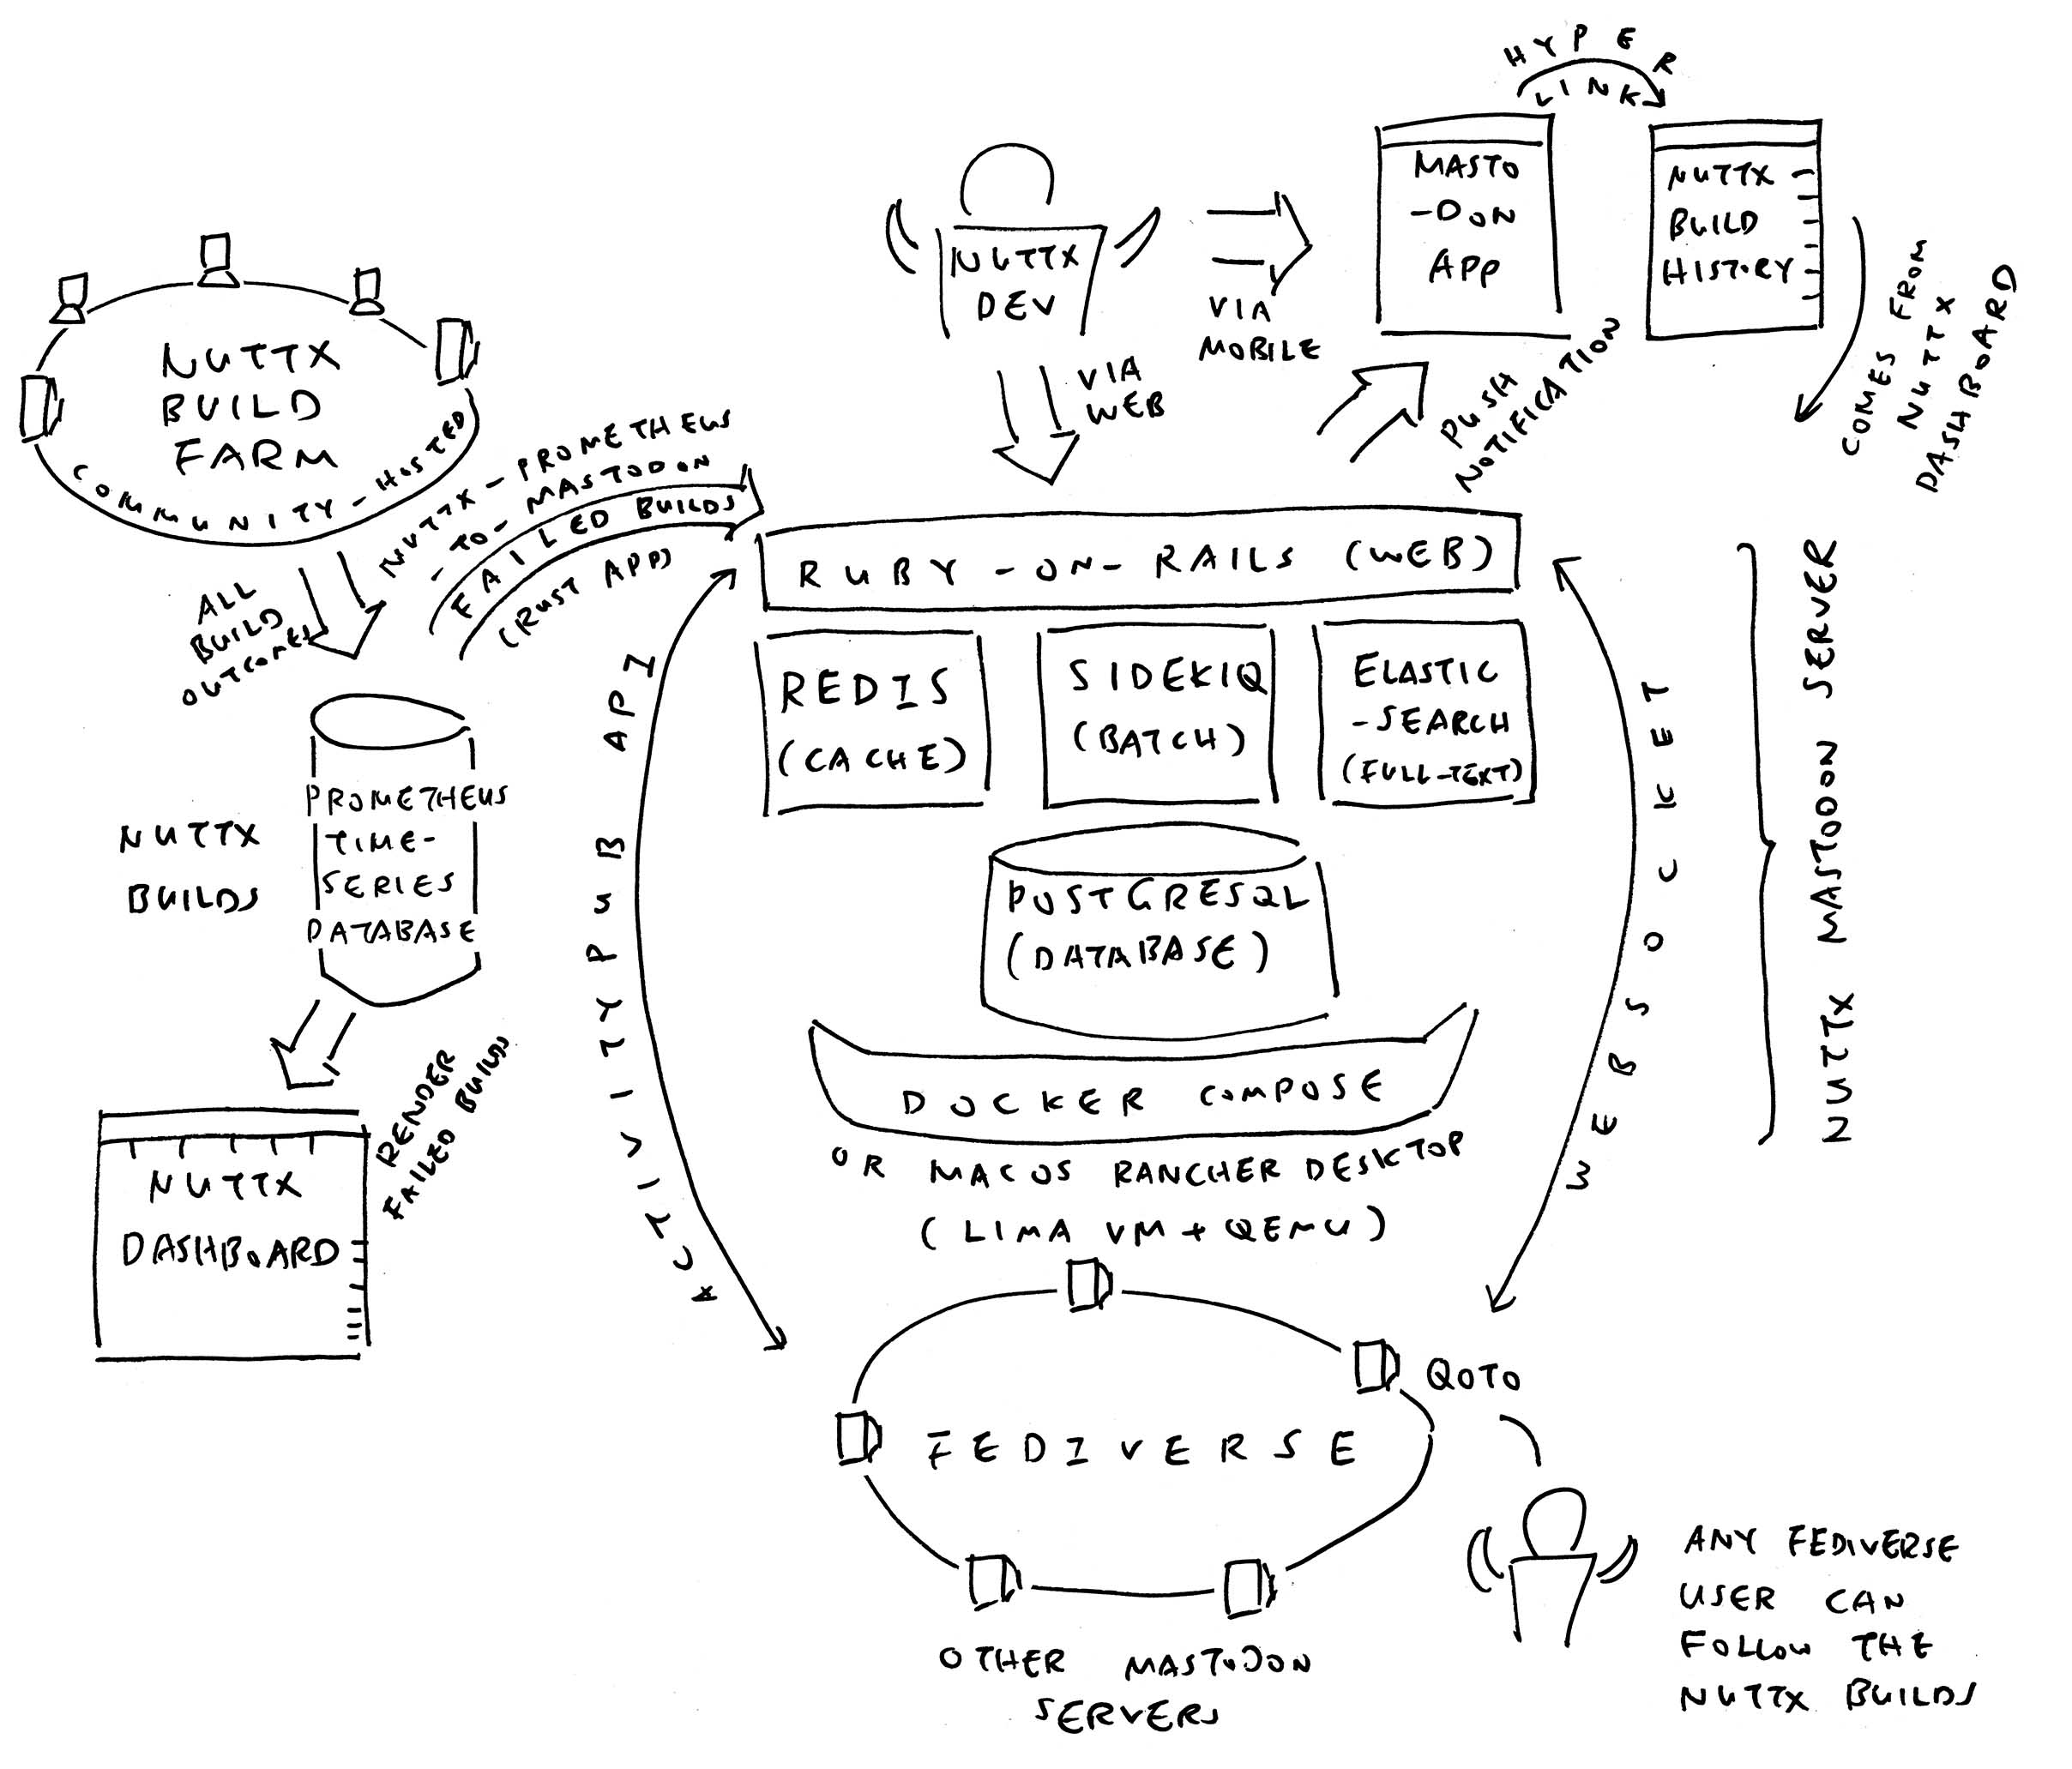 HYPER
LINK
MASTO
-DON
APP
NUTTX
BUILD
HISTORY
COMES FROM
NUTTX
DASHBOARD
NUTTX
DEV
VIA
MOBILE
VIA
WEB
PUSH
NOTIFICATION
NUTTX
BUILD
FARM
COMMUNITY-HOSTED
ALL
BUILD
OUTCOMES
NUTTX-PROMETHEUS
-TO-MASTODON
FAILED BUILDS
(RUST APP)
RUBY-ON-RAILS (WEB)
REDIS
(CACHE)
SIDEKIQ
(BATCH)
ELASTIC
-SEARCH
(FULL-TEXT)
POSTGRESQL
(DATABASE)
DOCKER COMPOSE
OR MACOS RANCHER DESKTOP
(LIMA VM + QEMU)
NUTTX MASTODON SERVER
ACTIVITYPUB API
WEBSOCKET
NUTTX
BUILDS
PROMETHEUS
TIME-
SERIES
DATABASE
RENDER
FAILED BUILDS
NUTTX
DASHBOARD
FEDIVERSE
QOTO
OTHER MASTODON
SERVERS
ANY FEDIVERSE
USER CAN
FOLLOW THE
NUTTX BUILDS